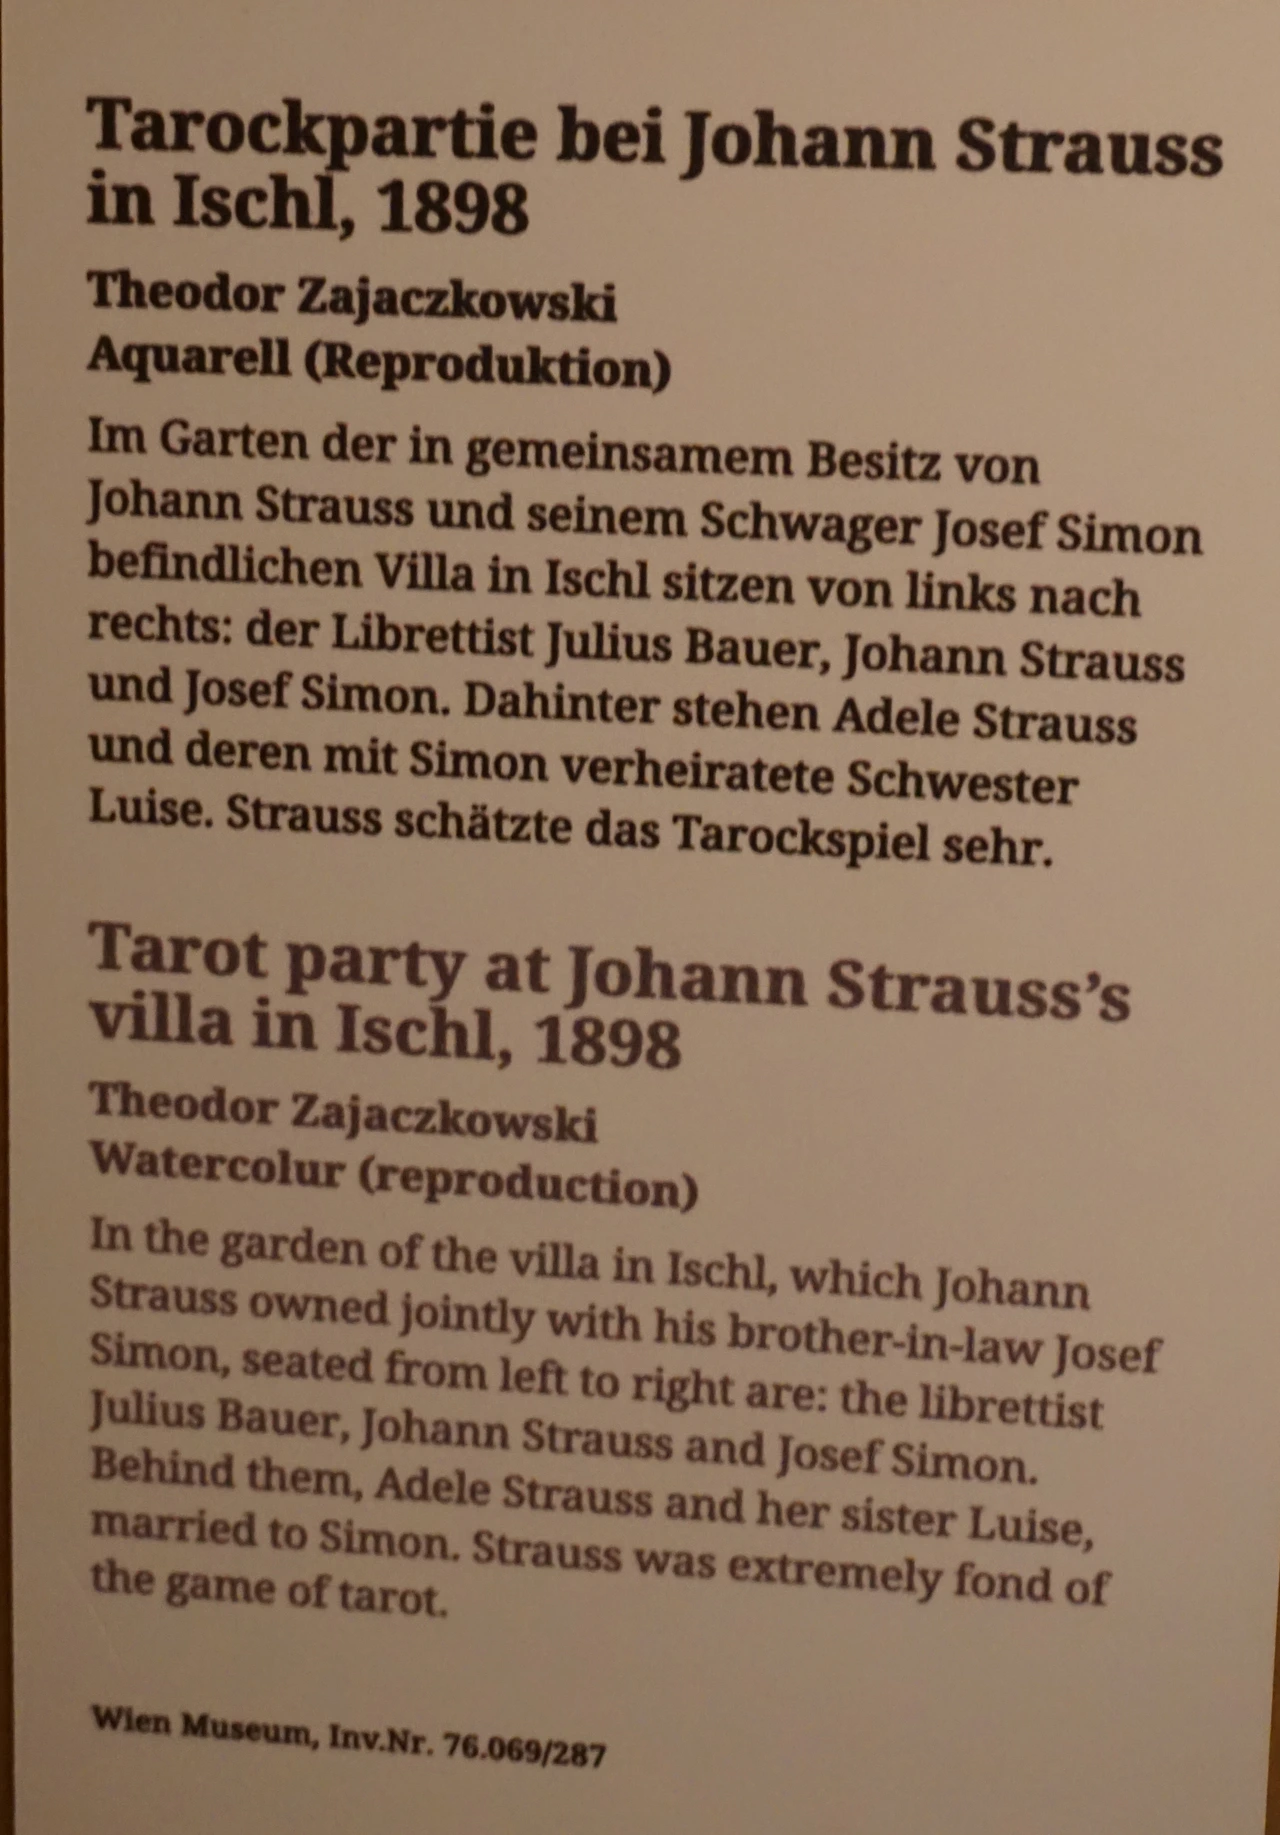 Tarockpartie bei Johann Strauss
in Ischl, 1898
Theodor Zajaczkowski
Aquarell (Reproduktion)
Im Garten der in gemeinsamem Besitz von
Johann Strauss und seinem Schwager Josef Simon
befindlichen Villa in Ischl sitzen von links nach
rechts: der Librettist Julius Bauer, Johann Strauss
und Josef Simon. Dahinter stehen Adele Strauss
und deren mit Simon verheiratete Schwester
Luise. Strauss schätzte das Tarockspiel sehr.
Tarot party at Johann Strauss’s
villa in Ischl, 1898
Theodor Zajaczkowski
Watercolur (reproduction)
In the garden of the villa in Ischl, which Johann
Strauss owned jointly with his brother-in-law Josef
Simon, seated from left to right are: the librettist
Julius Bauer, Johann Strauss and Josef Simon.
Behind them, Adele Strauss and her sister Luise,
married to Simon. Strauss was extremely fond of
the game of tarot.
Wien Museum, Inv.Nr. 76.069/287